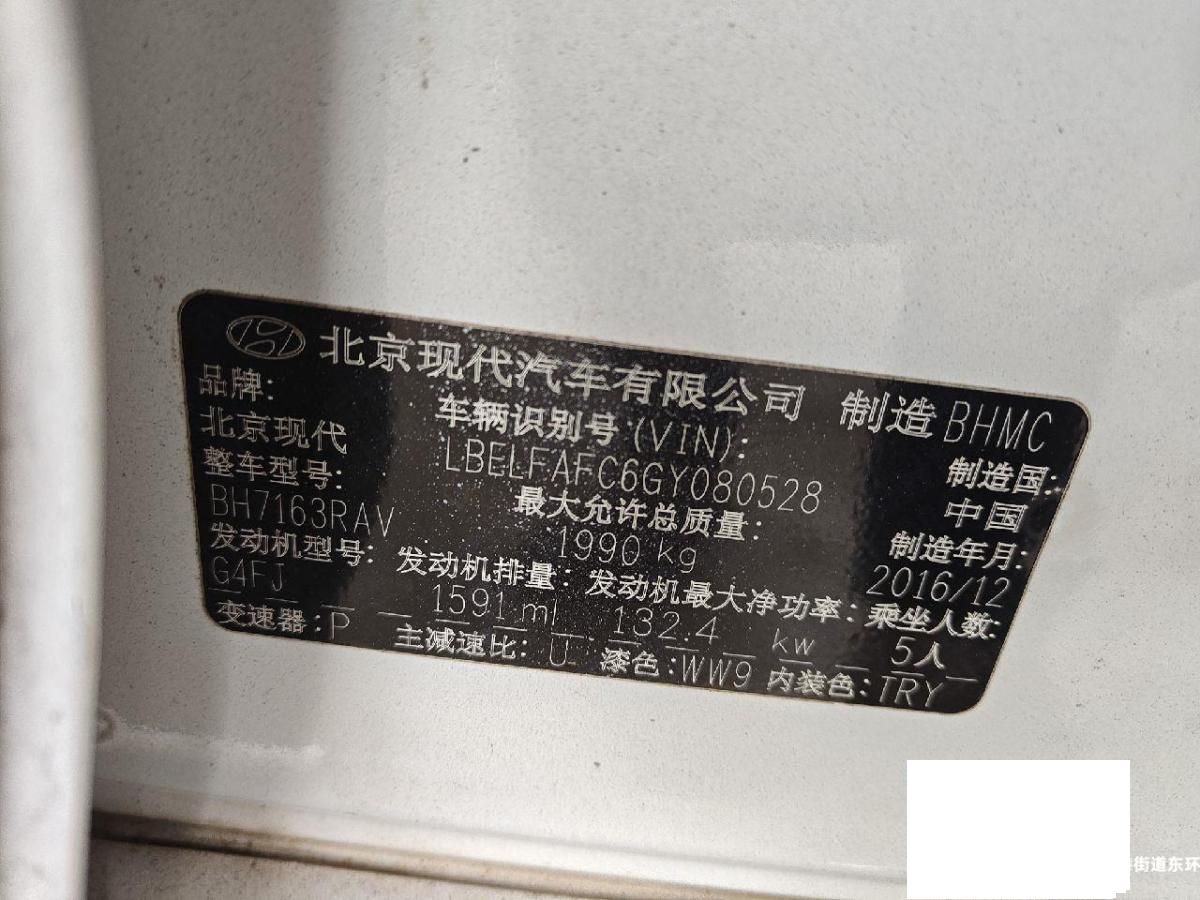 北京现代汽车有限公司 制造 BHMC
品牌: 车辆识别号 (VIN): 制造国:
北京现代 LBELFAFC6GY080528 中国
整车型号: 最大允许总质量: 制造年月:
BH7163RAV 1990 kg 2016/12
发动机型号: 发动机排量: 发动机最大净功率: 乘坐人数:
G4FJ 1591 ml 132.4 kw 5人
变速器: P 主减速比: U 漆色: WW9 内装色: TRY
街道东环